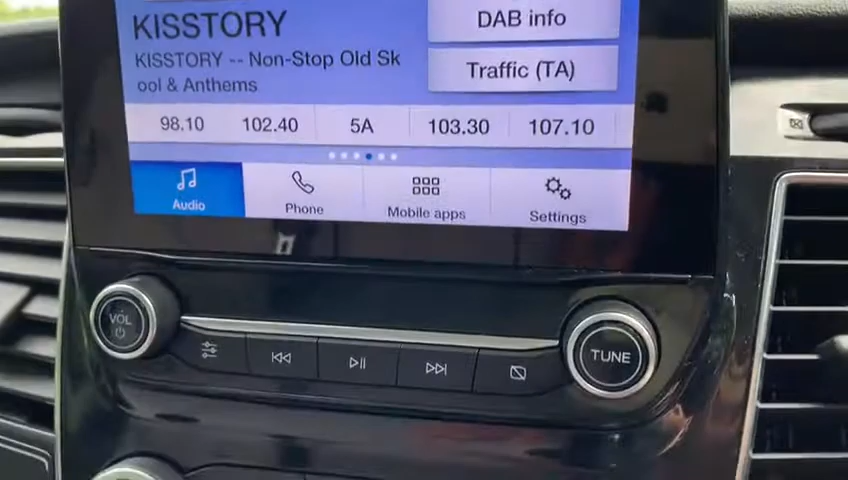 KISSTORY
DAB info
KISSTORY -- Non-Stop Old Sk
ool & Anthems
Traffic (TA)
98.10 102.40 5A 103.30 107.10
Audio Phone Mobile apps Settings
VOL
TUNE